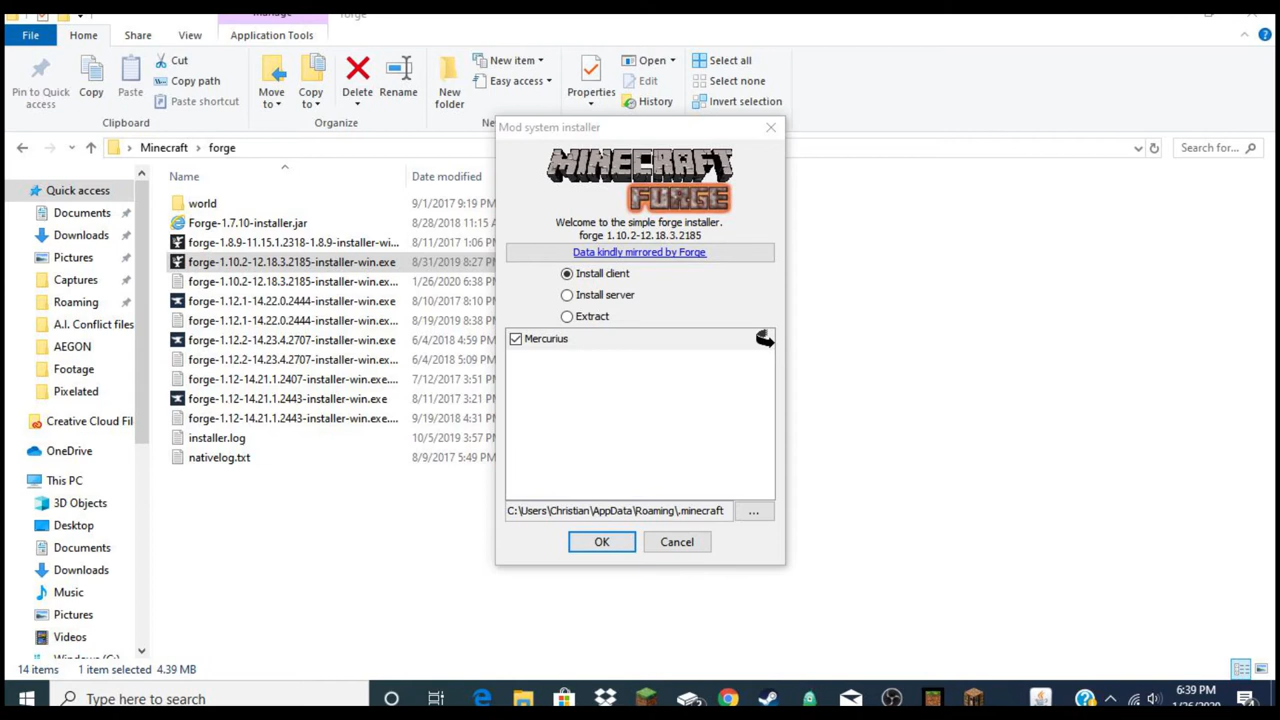 Manage
forge
File
Home
Share
View
Application Tools
Pin to Quick access
Copy
Paste
Cut
Copy path
Paste shortcut
Clipboard
Move to
Copy to
Delete
Rename
Organize
New folder
New item
Easy access
Properties
Open
Edit
History
Select all
Select none
Invert selection
Minecraft
forge
Search for...
Name
Date modified
Quick access
Documents
Downloads
Pictures
Captures
Roaming
A.I. Conflict files
AEGON
Footage
Pixelated
Creative Cloud Fil
OneDrive
This PC
3D Objects
Desktop
Documents
Downloads
Music
Pictures
Videos
world 9/1/2017 9:19 PM
Forge-1.7.10-installer.jar 8/28/2018 11:15 A
forge-1.8.9-11.15.1.2318-1.8.9-installer-wi... 8/11/2017 1:06 P
forge-1.10.2-12.18.3.2185-installer-win.exe 8/31/2019 8:27 P
forge-1.10.2-12.18.3.2185-installer-win.ex... 1/26/2020 6:38 P
forge-1.12.1-14.22.0.2444-installer-win.exe 8/10/2017 8:10 P
forge-1.12.1-14.22.0.2444-installer-win.ex... 8/19/2019 8:38 P
forge-1.12.2-14.23.4.2707-installer-win.exe 6/4/2018 4:59 PM
forge-1.12.2-14.23.4.2707-installer-win.ex... 6/4/2018 5:09 PM
forge-1.12-14.21.1.2407-installer-win.exe... 7/12/2017 3:51 P
forge-1.12-14.21.1.2443-installer-win.exe 8/11/2017 3:21 P
forge-1.12-14.21.1.2443-installer-win.exe.... 9/19/2018 4:31 P
installer.log 10/5/2019 3:57 P
nativelog.txt 8/9/2017 5:49 PM
Mod system installer
MINECRAFT
FORGE
Welcome to the simple forge installer.
forge 1.10.2-12.18.3.2185
Data kindly mirrored by Forge
Install client
Install server
Extract
Mercurius
C:\Users\Christian\AppData\Roaming\.minecraft
...
OK
Cancel
14 items 1 item selected 4.39 MB
Type here to search
6:39 PM
1/26/2020